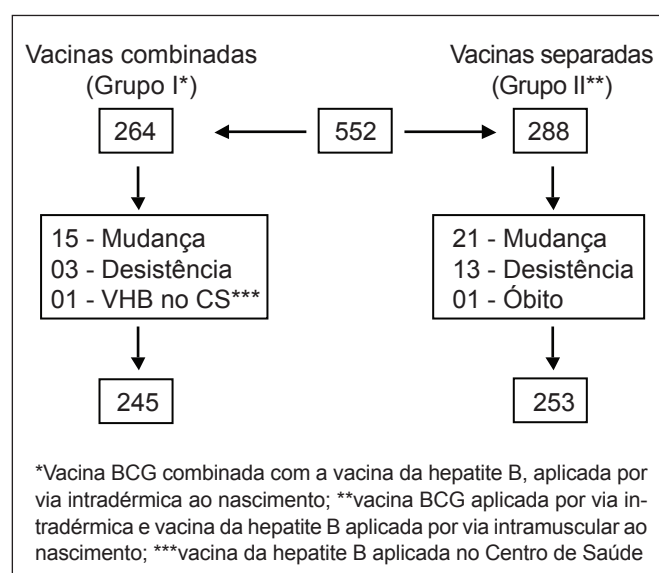 Vacinas combinadas
(Grupo I*)
Vacinas separadas
(Grupo II**)
264
552
288
15 - Mudança
03 - Desistência
01 - VHB no CS***
21 - Mudança
13 - Desistência
01 - Óbito
245
253
*Vacina BCG combinada com a vacina da hepatite B, aplicada por
via intradérmica ao nascimento; **vacina BCG aplicada por via in-
tradérmica e vacina da hepatite B aplicada por via intramuscular ao
nascimento; ***vacina da hepatite B aplicada no Centro de Saúde